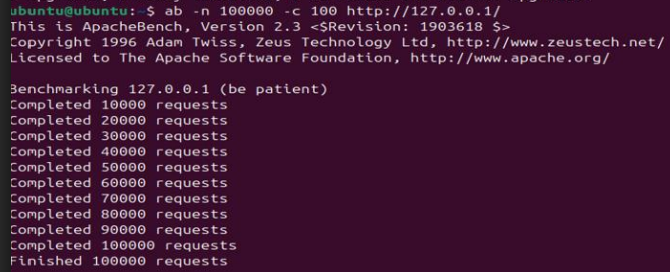 ubuntu@ubuntu:~$ ab -n 100000 -c 100 http://127.0.0.1/
This is ApacheBench, Version 2.3 <$Revision: 1903618 $>
Copyright 1996 Adam Twiss, Zeus Technology Ltd, http://www.zeustech.net/
Licensed to The Apache Software Foundation, http://www.apache.org/
Benchmarking 127.0.0.1 (be patient)
Completed 10000 requests
Completed 20000 requests
Completed 30000 requests
Completed 40000 requests
Completed 50000 requests
Completed 60000 requests
Completed 70000 requests
Completed 80000 requests
Completed 90000 requests
Completed 100000 requests
Finished 100000 requests